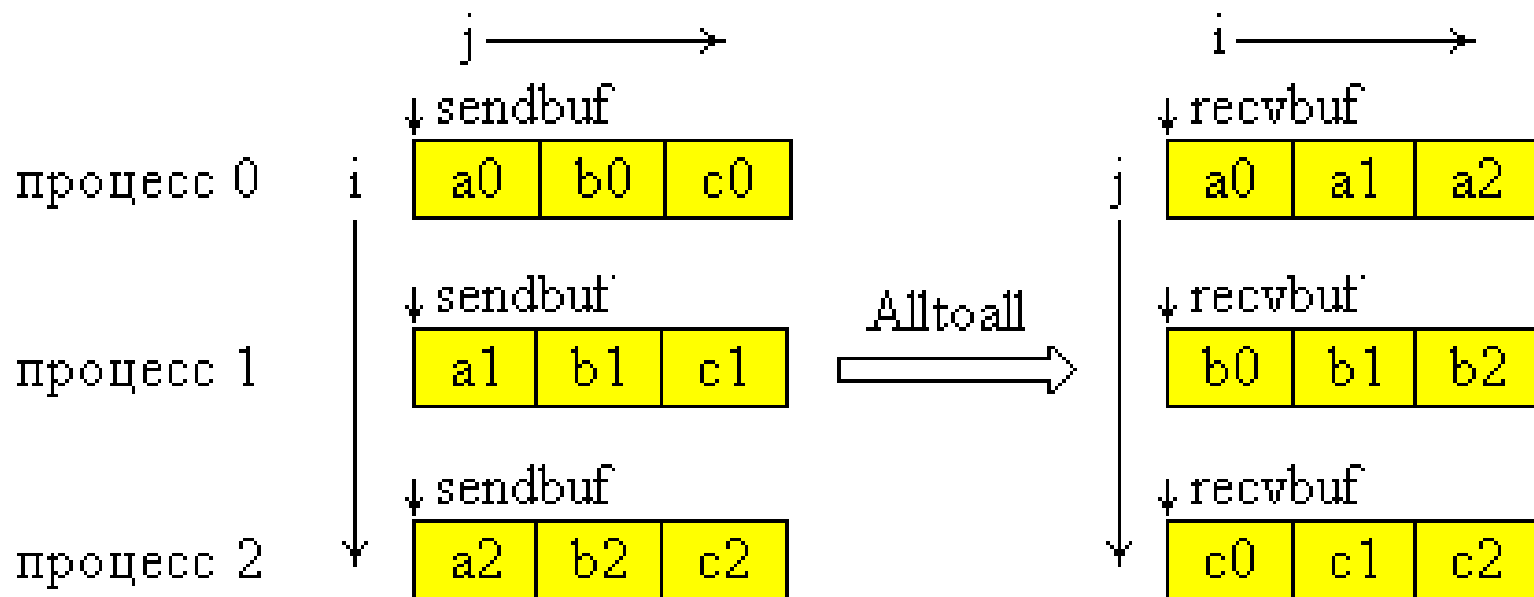 j i
sendbuf recvbuf
процесс 0 i a0 b0 c0 j a0 a1 a2
sendbuf recvbuf
Alltoall
процесс 1 a1 b1 c1 b0 b1 b2
sendbuf recvbuf
процесс 2 a2 b2 c2 c0 c1 c2